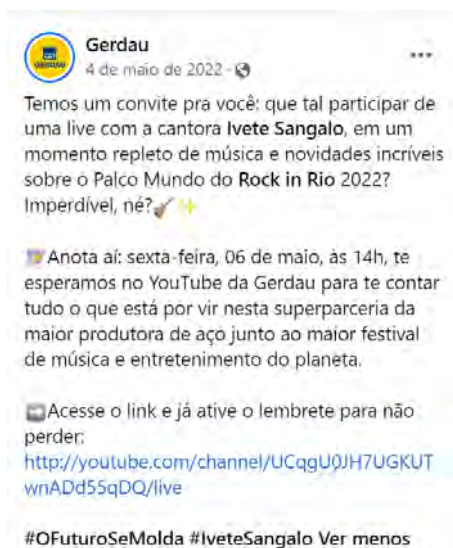 Gerdau
4 de maio de 2022 ·
Temos um convite pra você: que tal participar de
uma live com a cantora Ivete Sangalo, em um
momento repleto de música e novidades incríveis
sobre o Palco Mundo do Rock in Rio 2022?
Imperdível, né?🎸✨
📝Anota aí: sexta-feira, 06 de maio, às 14h, te
esperamos no YouTube da Gerdau para te contar
tudo o que está por vir nesta superparceria da
maior produtora de aço junto ao maior festival
de música e entretenimento do planeta.
➡️Acesse o link e já ative o lembrete para não
perder:
http://youtube.com/channel/UCqgU0JH7UGKUT
wnADd55qDQ/live
#OFuturoSeMolda #IveteSangalo Ver menos